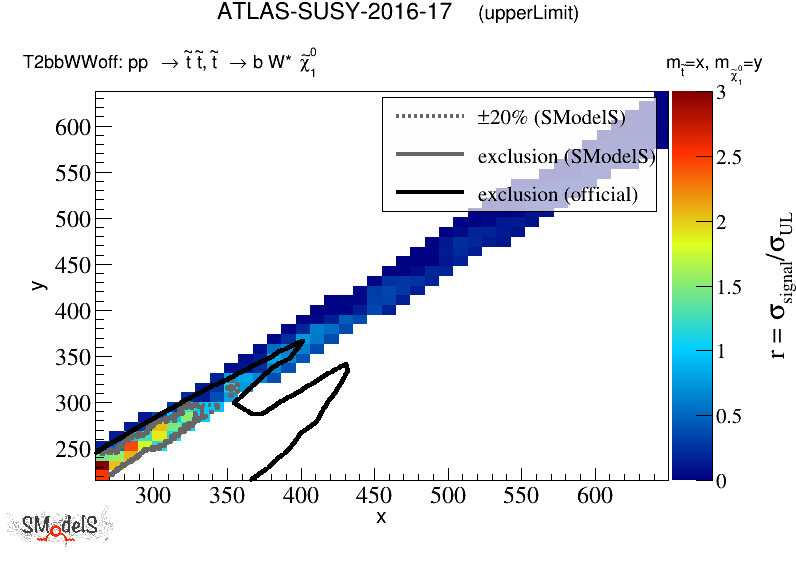 ATLAS-SUSY-2016-17 (upperLimit)
T2bbWWoff: pp → t̃ t̃, t̃ → b W* χ̃₁⁰
m_t̃=x, m_χ̃₁⁰=y
±20% (SModelS)
exclusion (SModelS)
exclusion (official)
600
550
500
450
400
350
300
250
y
300
350
400
450
500
550
600
x
3
2.5
2
1.5
1
0.5
0
r = σ_signal/σ_UL
SModelS